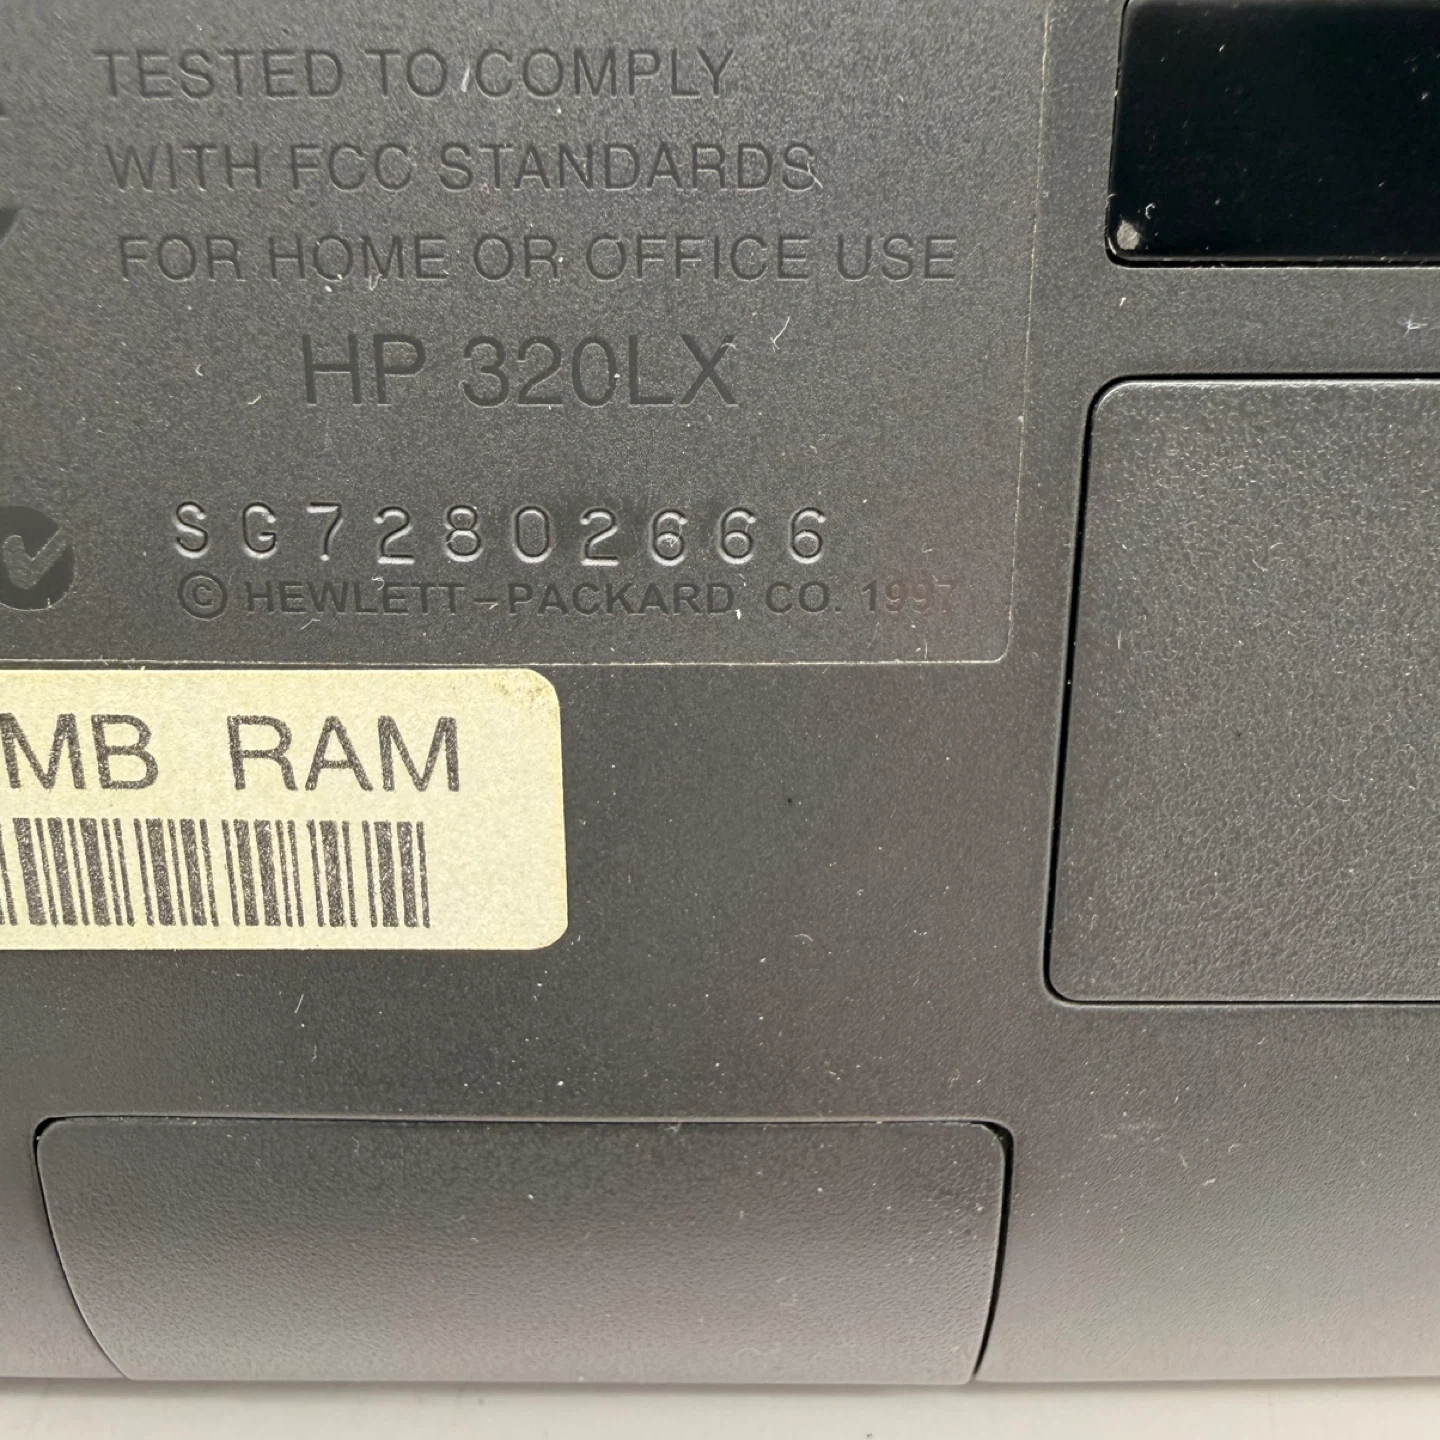 TESTED TO COMPLY
WITH FCC STANDARDS
FOR HOME OR OFFICE USE
HP 320LX
SG72802666
© HEWLETT-PACKARD CO. 1997
MB RAM